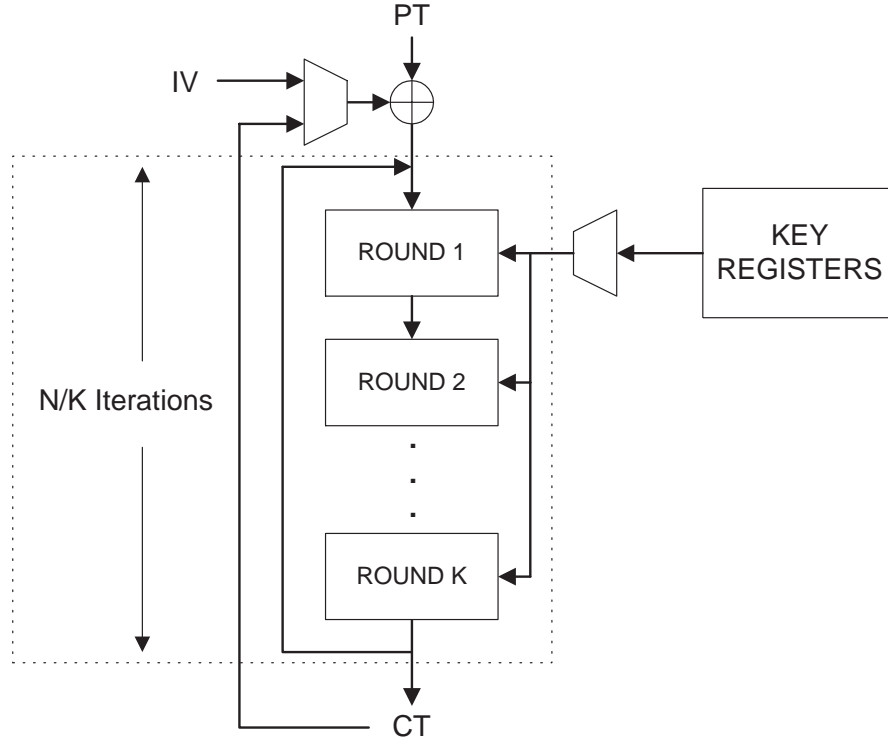 PT
IV
ROUND 1
KEY
REGISTERS
ROUND 2
N/K Iterations
.
.
.
ROUND K
CT